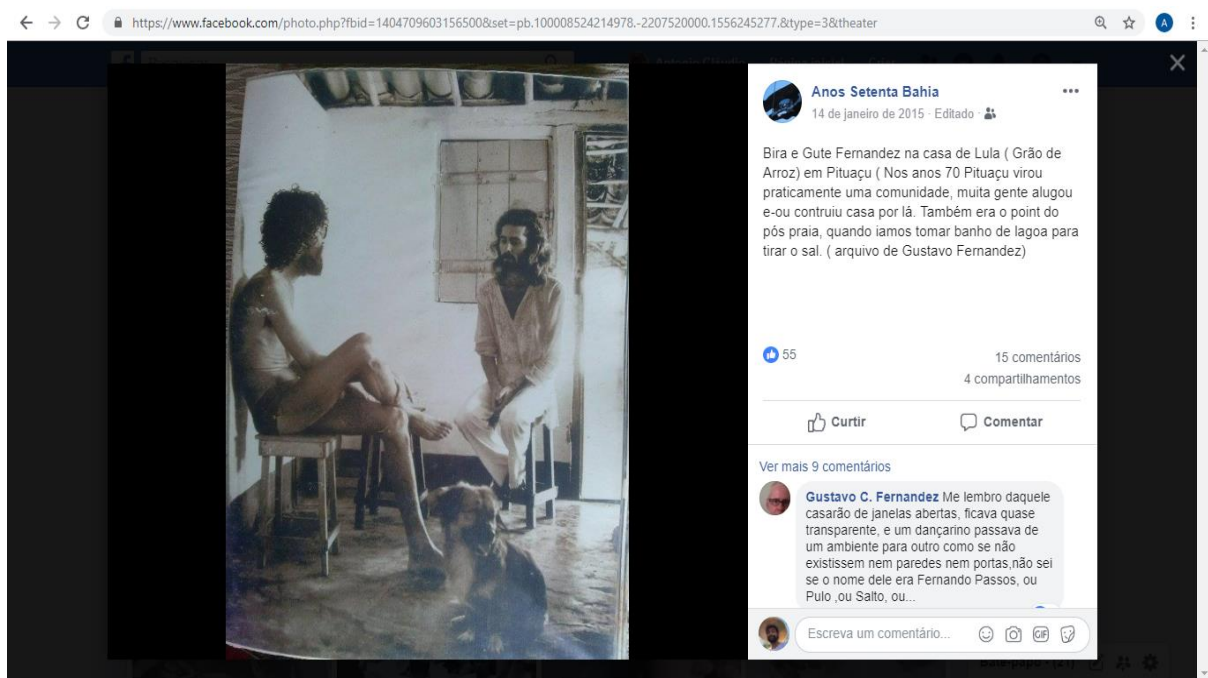 https://www.facebook.com/photo.php?fbid=1404709603156500&set=pb.100008524214978.-2207520000.1556245277.&type=3&theater
A
Anos Setenta Bahia
14 de janeiro de 2015 · Editado ·
Bira e Gute Fernandez na casa de Lula ( Grão de
Arroz) em Pituaçu ( Nos anos 70 Pituaçu virou
praticamente uma comunidade, muita gente alugou
e-ou contruiu casa por lá. Também era o point do
pós praia, quando iamos tomar banho de lagoa para
tirar o sal. ( arquivo de Gustavo Fernandez)
55
15 comentários
4 compartilhamentos
Curtir
Comentar
Ver mais 9 comentários
Gustavo C. Fernandez Me lembro daquele
casarão de janelas abertas, ficava quase
transparente, e um dançarino passava de
um ambiente para outro como se não
existissem nem paredes nem portas,não sei
se o nome dele era Fernando Passos, ou
Pulo ,ou Salto, ou...
Escreva um comentário...
GIF
Bate-papo (21)